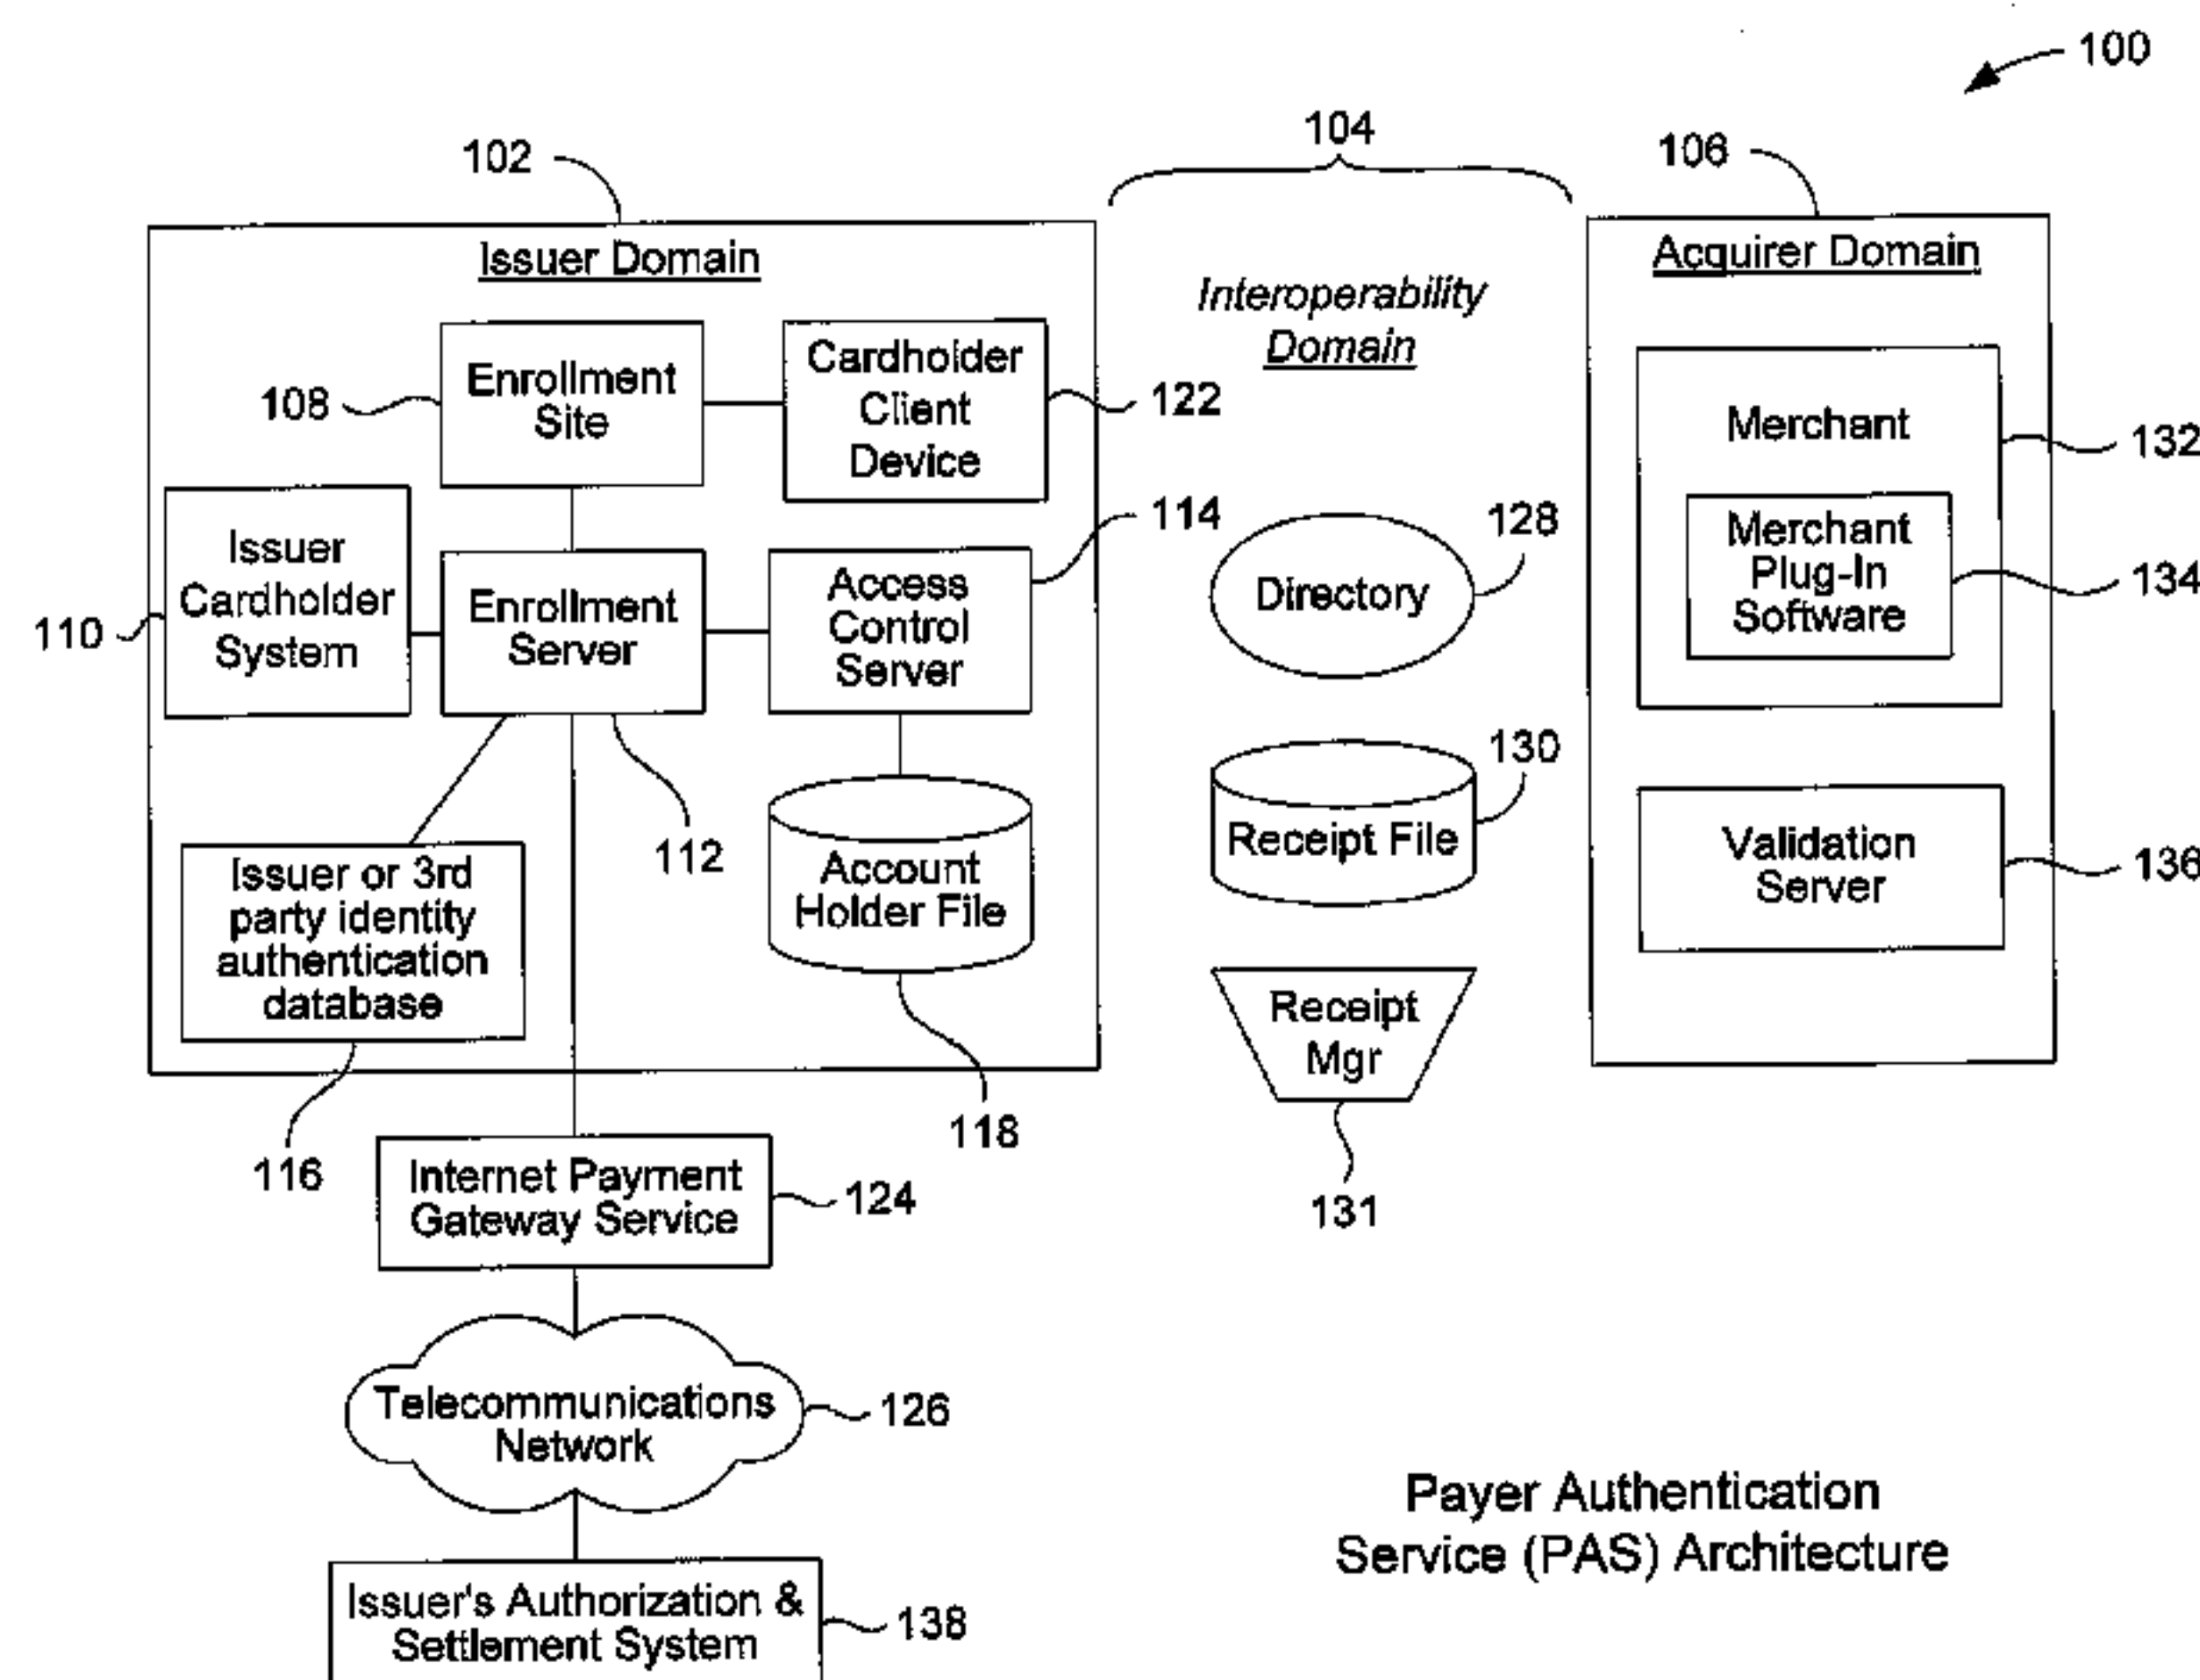 100
104
102
106
Issuer Domain
Acquirer Domain
Interoperability
Domain
Enrollment
Site
108
Cardholder
Client
Device
122
Merchant
132
114
128
Merchant
Plug-In
Software
134
Issuer
Cardholder
System
110
Enrollment
Server
Access
Control
Server
Directory
130
112
Receipt File
Validation
Server
136
Issuer or 3rd
party identity
authentication
database
Account
Holder File
Receipt
Mgr
118
116
131
Internet Payment
Gateway Service
124
Telecommunications
Network
126
Payer Authentication
Service (PAS) Architecture
Issuer's Authorization &
Settlement System
138